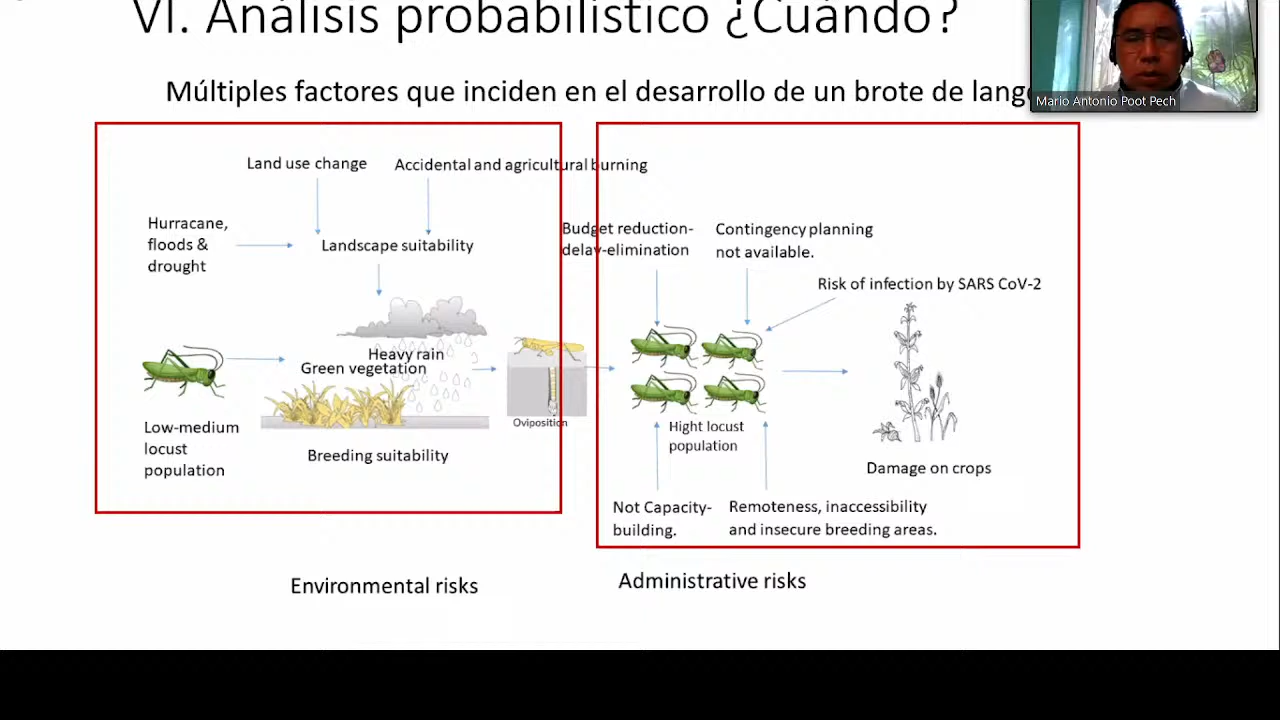 VI. Análisis probabilístico ¿Cuándo?
Múltiples factores que inciden en el desarrollo de un brote de
Mario Antonio Poot Pech
Land use change
Accidental and agricultural burning
Hurracane,
floods &
drought
Landscape suitability
Heavy rain
Green vegetation
Low-medium
locust
population
Breeding suitability
Oviposition
Budget reduction-
delay-elimination
Contingency planning
not available.
Risk of infection by SARS CoV-2
Hight locust
population
Damage on crops
Not Capacity-
building.
Remoteness, inaccessibility
and insecure breeding areas.
Environmental risks
Administrative risks